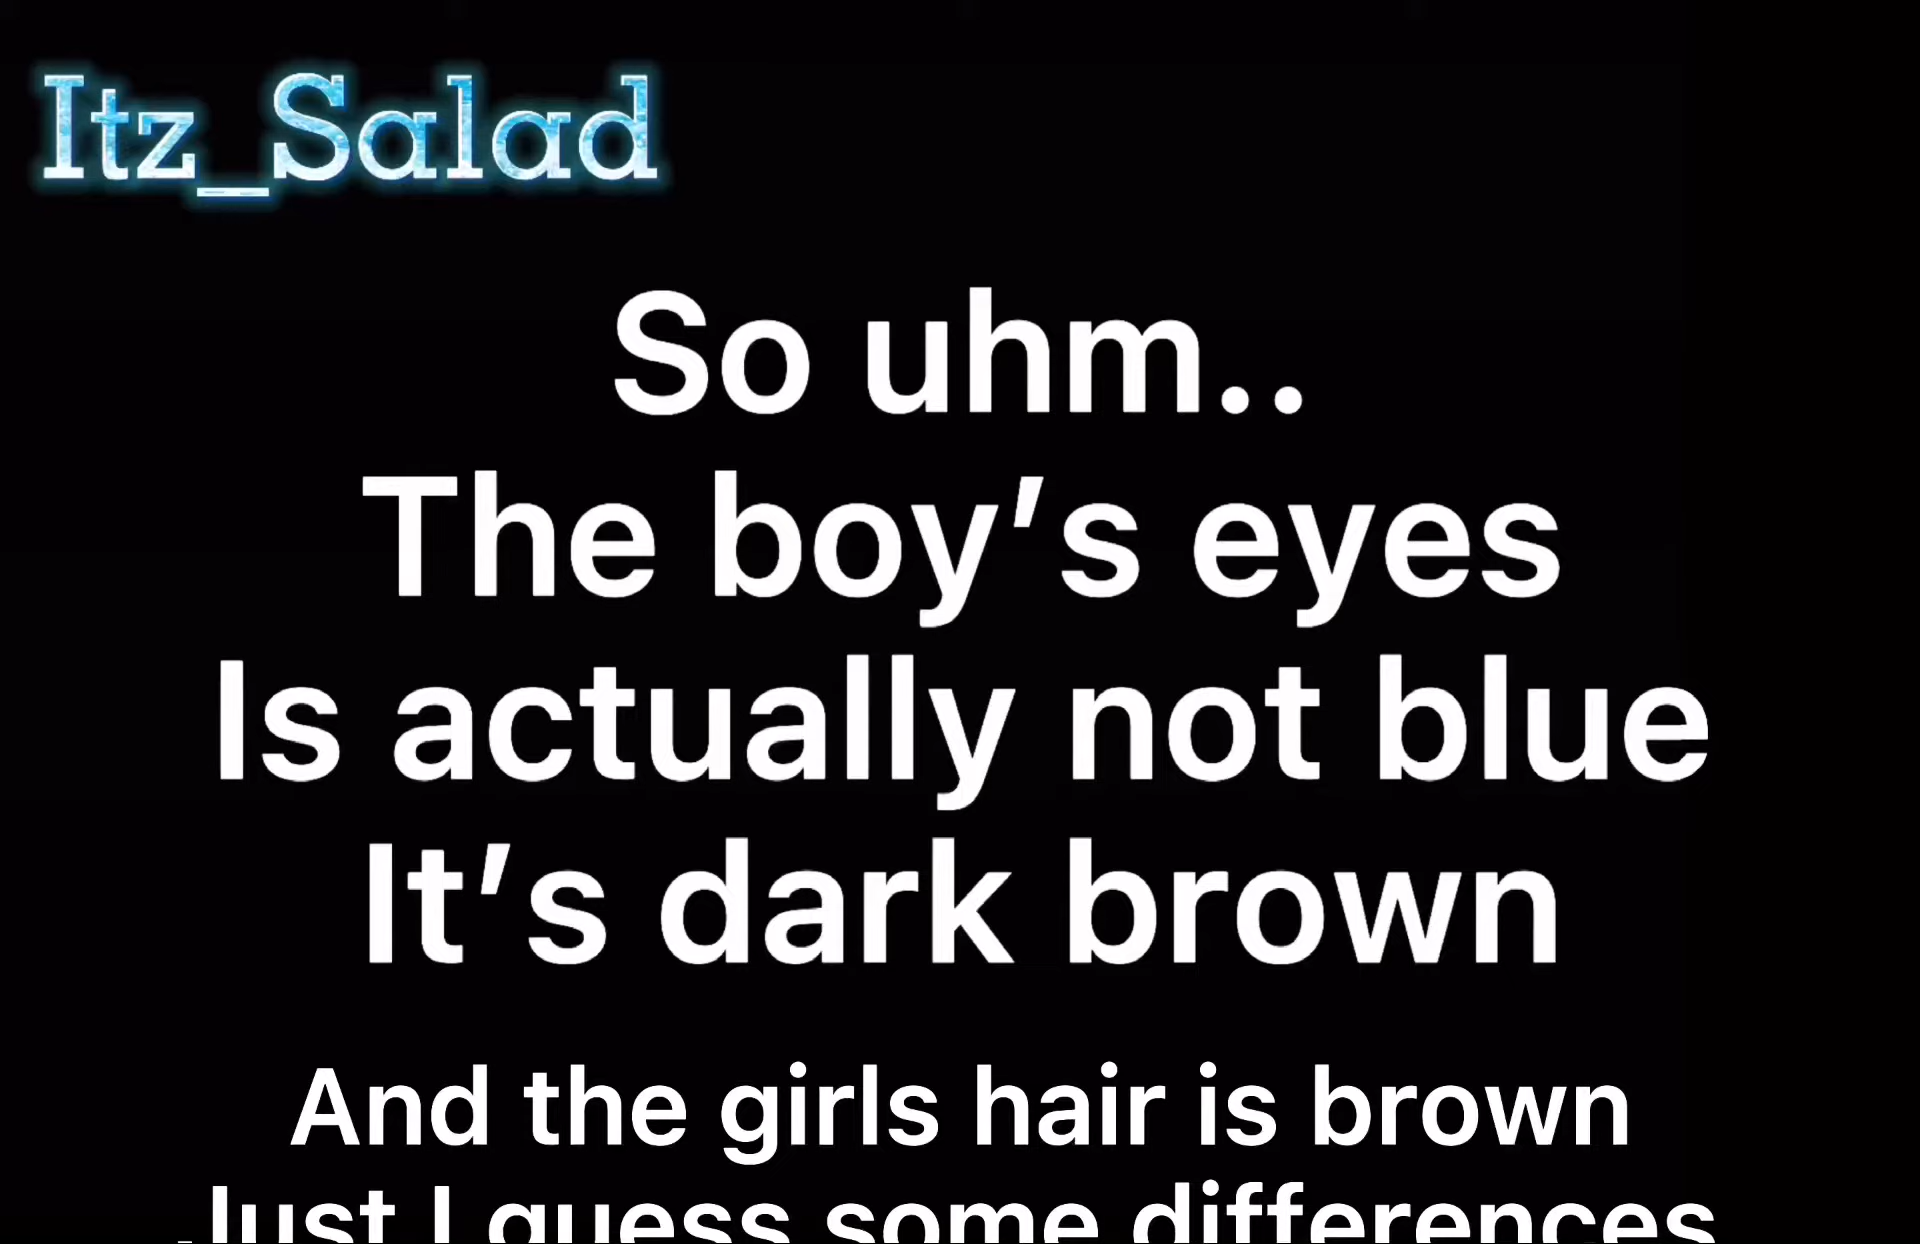 Itz_Salad
So uhm..
The boy’s eyes
Is actually not blue
It’s dark brown
And the girls hair is brown
Just I guess some differences